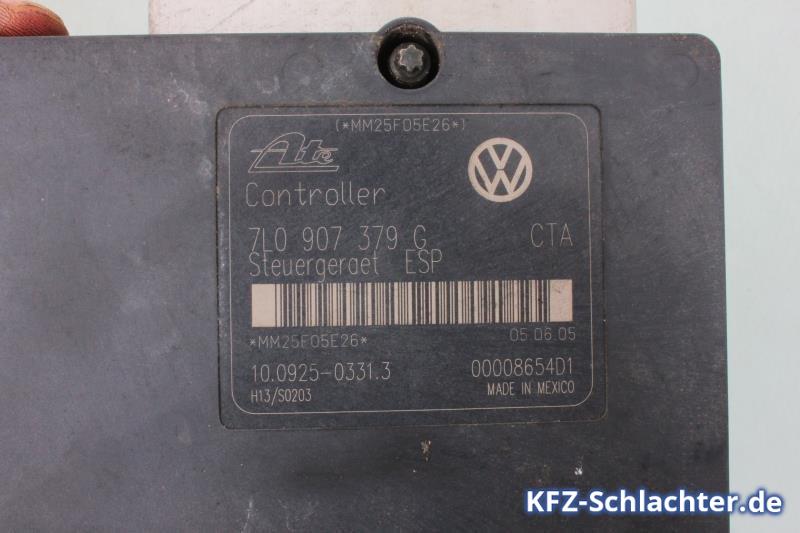 (*MM25F05E26*)
Ate
Controller
7L0 907 379 G CTA
Steuergeraet ESP
*MM25F05E26* 05.06.05
10.0925-0331.3 00008654D1
H13/S0203 MADE IN MEXICO
KFZ-Schlachter.de